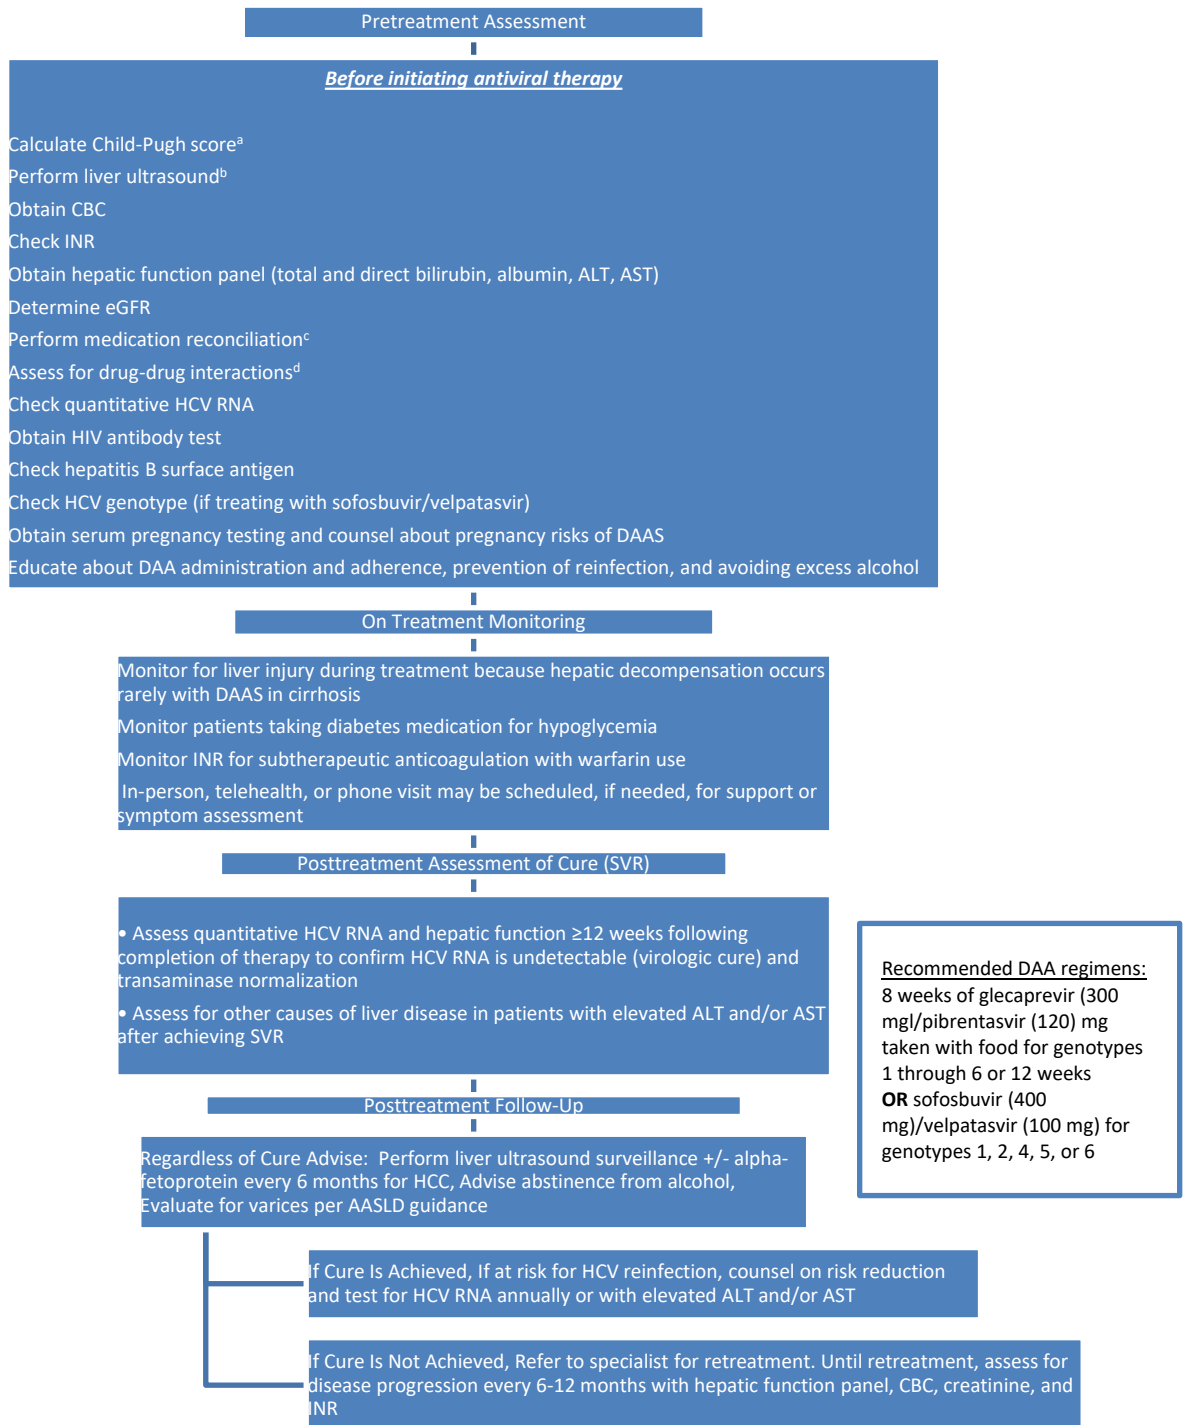 Pretreatment Assessment
Before initiating antiviral therapy
Calculate Child-Pugh scoreᵃ
Perform liver ultrasoundᵇ
Obtain CBC
Check INR
Obtain hepatic function panel (total and direct bilirubin, albumin, ALT, AST)
Determine eGFR
Perform medication reconciliationᶜ
Assess for drug-drug interactionsᵈ
Check quantitative HCV RNA
Obtain HIV antibody test
Check hepatitis B surface antigen
Check HCV genotype (if treating with sofosbuvir/velpatasvir)
Obtain serum pregnancy testing and counsel about pregnancy risks of DAAS
Educate about DAA administration and adherence, prevention of reinfection, and avoiding excess alcohol
On Treatment Monitoring
Monitor for liver injury during treatment because hepatic decompensation occurs
rarely with DAAS in cirrhosis
Monitor patients taking diabetes medication for hypoglycemia
Monitor INR for subtherapeutic anticoagulation with warfarin use
In-person, telehealth, or phone visit may be scheduled, if needed, for support or
symptom assessment
Posttreatment Assessment of Cure (SVR)
• Assess quantitative HCV RNA and hepatic function ≥12 weeks following
completion of therapy to confirm HCV RNA is undetectable (virologic cure) and
transaminase normalization
• Assess for other causes of liver disease in patients with elevated ALT and/or AST
after achieving SVR
Recommended DAA regimens:
8 weeks of glecaprevir (300
mgl/pibrentasvir (120) mg
taken with food for genotypes
1 through 6 or 12 weeks
OR sofosbuvir (400
mg)/velpatasvir (100 mg) for
genotypes 1, 2, 4, 5, or 6
Posttreatment Follow-Up
Regardless of Cure Advise: Perform liver ultrasound surveillance +/- alpha-
fetoprotein every 6 months for HCC, Advise abstinence from alcohol,
Evaluate for varices per AASLD guidance
If Cure Is Achieved, If at risk for HCV reinfection, counsel on risk reduction
and test for HCV RNA annually or with elevated ALT and/or AST
If Cure Is Not Achieved, Refer to specialist for retreatment. Until retreatment, assess for
disease progression every 6-12 months with hepatic function panel, CBC, creatinine, and
INR